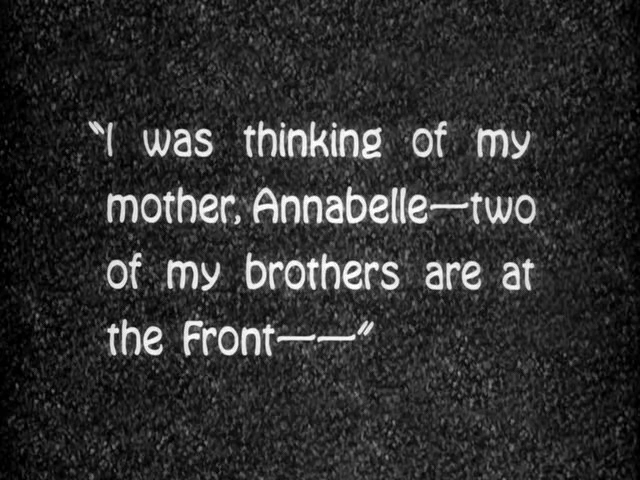 "I was thinking of my
mother, Annabelle—two
of my brothers are at
the Front——"